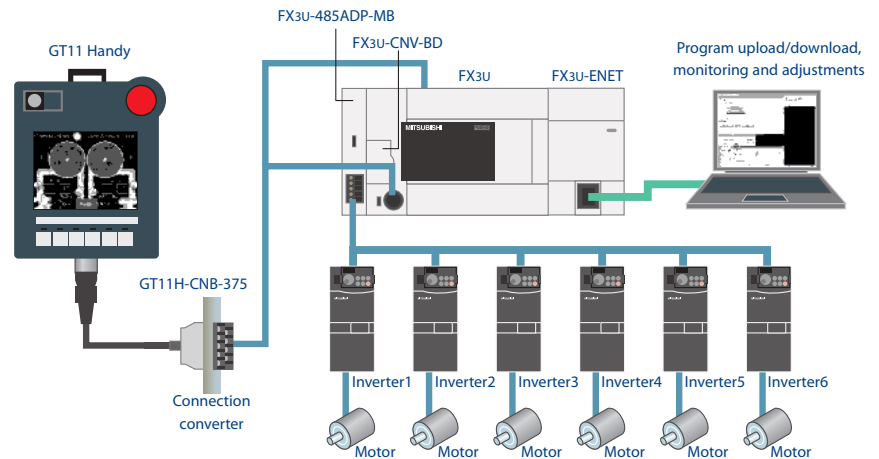 FX3U-485ADP-MB
GT11 Handy
FX3U-CNV-BD
Program upload/download,
monitoring and adjustments
FX3U
FX3U-ENET
MITSUBISHI
GT11H-CNB-375
Connection
converter
Inverter1
Inverter2
Inverter3
Inverter4
Inverter5
Inverter6
Motor
Motor
Motor
Motor
Motor
Motor